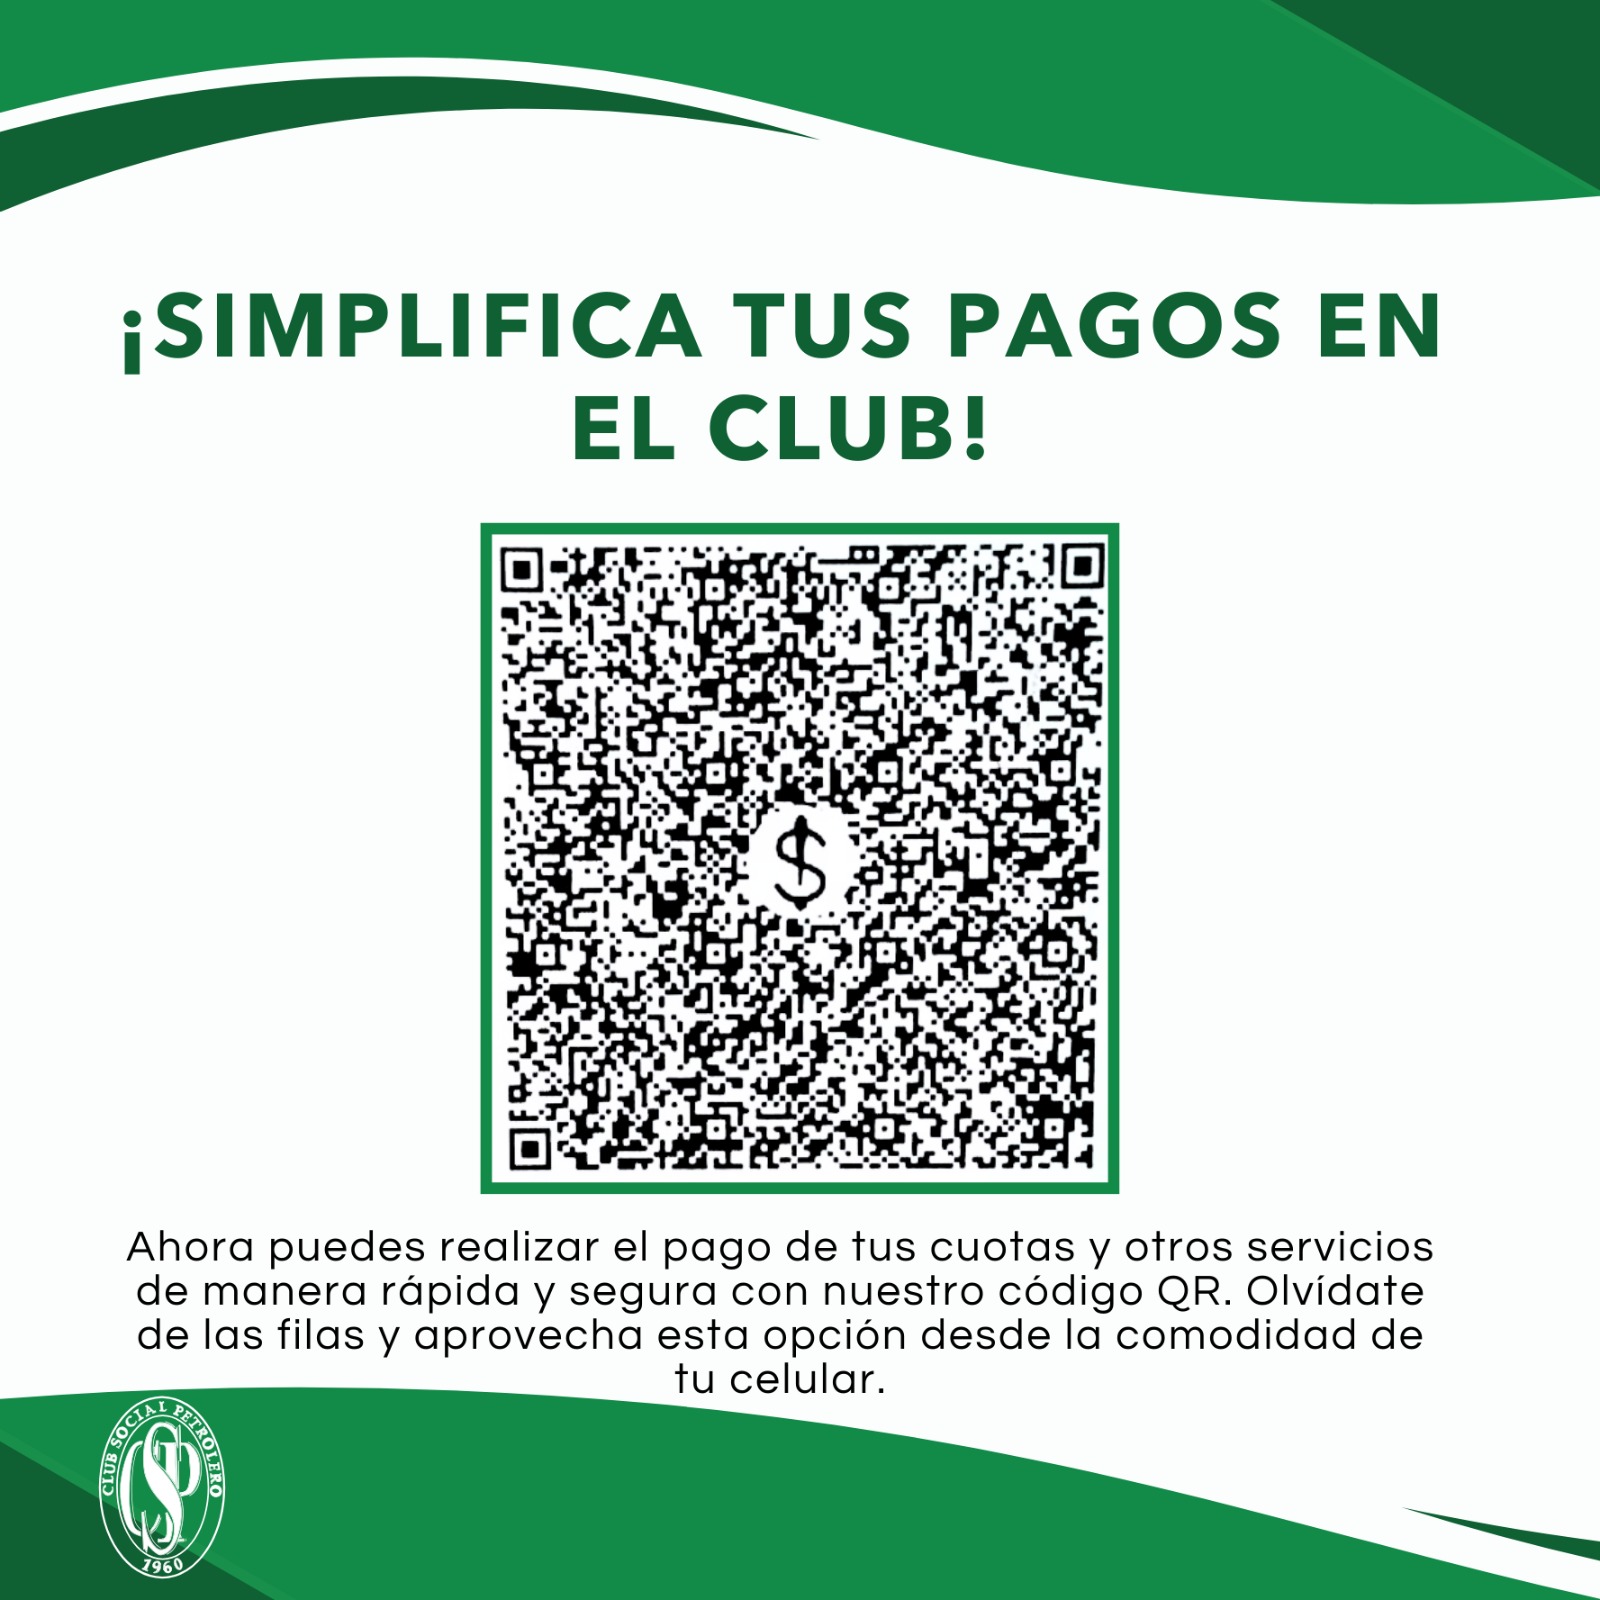 ¡SIMPLIFICA TUS PAGOS EN
EL CLUB!
$
Ahora puedes realizar el pago de tus cuotas y otros servicios
de manera rápida y segura con nuestro código QR. Olvídate
de las filas y aprovecha esta opción desde la comodidad de
tu celular.
CLUB SOCIAL PETROLERO
CSP
1960